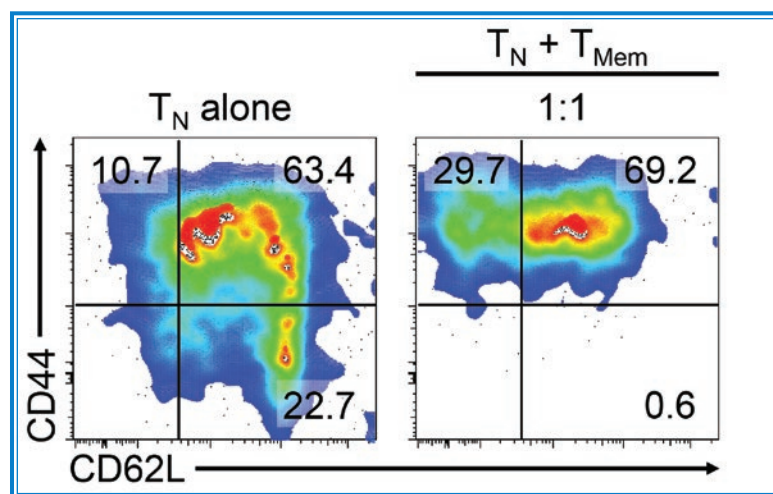 T_N + T_Mem
T_N alone
1:1
10.7
63.4
29.7
69.2
22.7
0.6
CD44
CD62L